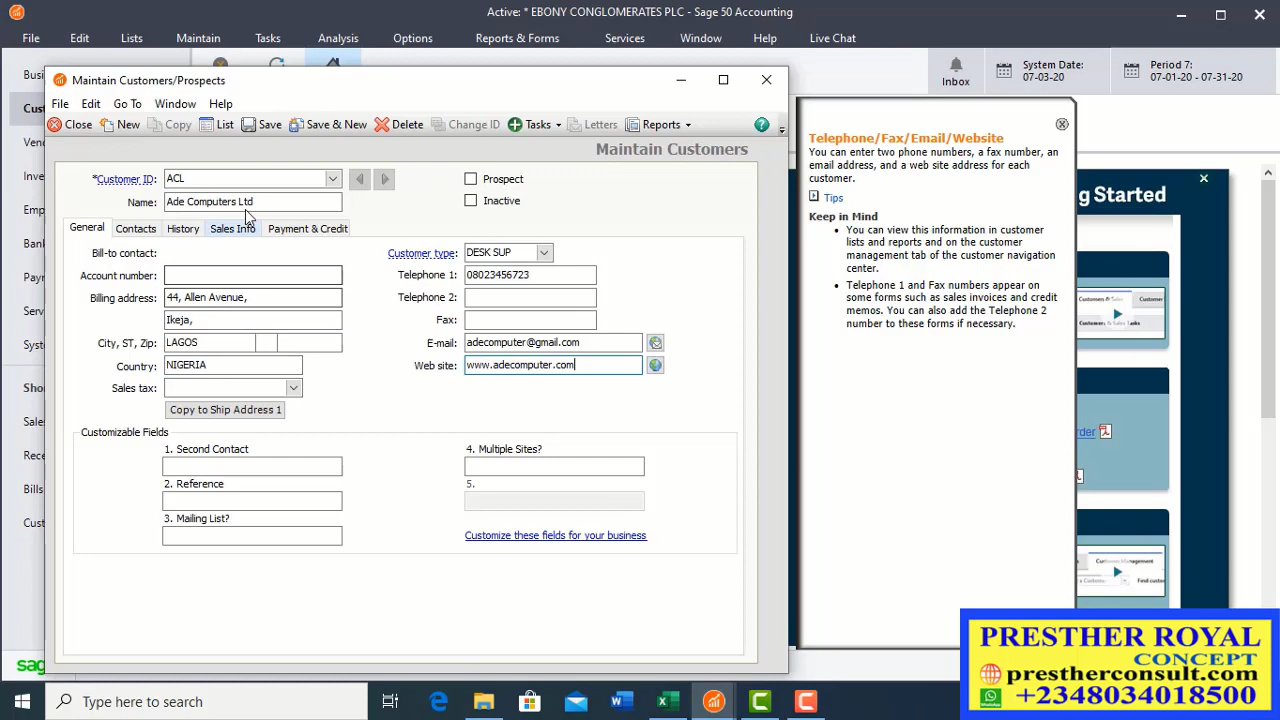 Active: * EBONY CONGLOMERATES PLC - Sage 50 Accounting
File Edit Lists Maintain Tasks Analysis Options Reports & Forms Services Window Help Live Chat
Inbox
System Date:
07-03-20
Period 7:
07-01-20 - 07-31-20
Maintain Customers/Prospects
File Edit Go To Window Help
Close New Copy List Save Save & New Delete Change ID Tasks Letters Reports
Maintain Customers
*Customer ID: ACL
Prospect
Name: Ade Computers Ltd
Inactive
General Contacts History Sales Info Payment & Credit
Bill-to contact:
Customer type: DESK SUP
Account number:
Telephone 1: 08023456723
Billing address: 44, Allen Avenue,
Telephone 2:
Ikeja,
Fax:
City, ST, Zip: LAGOS
E-mail: adecomputer@gmail.com
Country: NIGERIA
Web site: www.adecomputer.com
Sales tax:
Copy to Ship Address 1
Customizable Fields
1. Second Contact
4. Multiple Sites?
2. Reference
5.
3. Mailing List?
Customize these fields for your business
Telephone/Fax/Email/Website
You can enter two phone numbers, a fax number, an
email address, and a web site address for each
customer.
Tips
Keep in Mind
You can view this information in customer
lists and reports and on the customer
management tab of the customer navigation
center.
Telephone 1 and Fax numbers appear on
some forms such as sales invoices and credit
memos. You can also add the Telephone 2
number to these forms if necessary.
g Started
Customers & Sales Tasks
Customer Management
PRESTHER ROYAL
CONCEPT
prestherconsult.com
+2348034018500
Type here to search